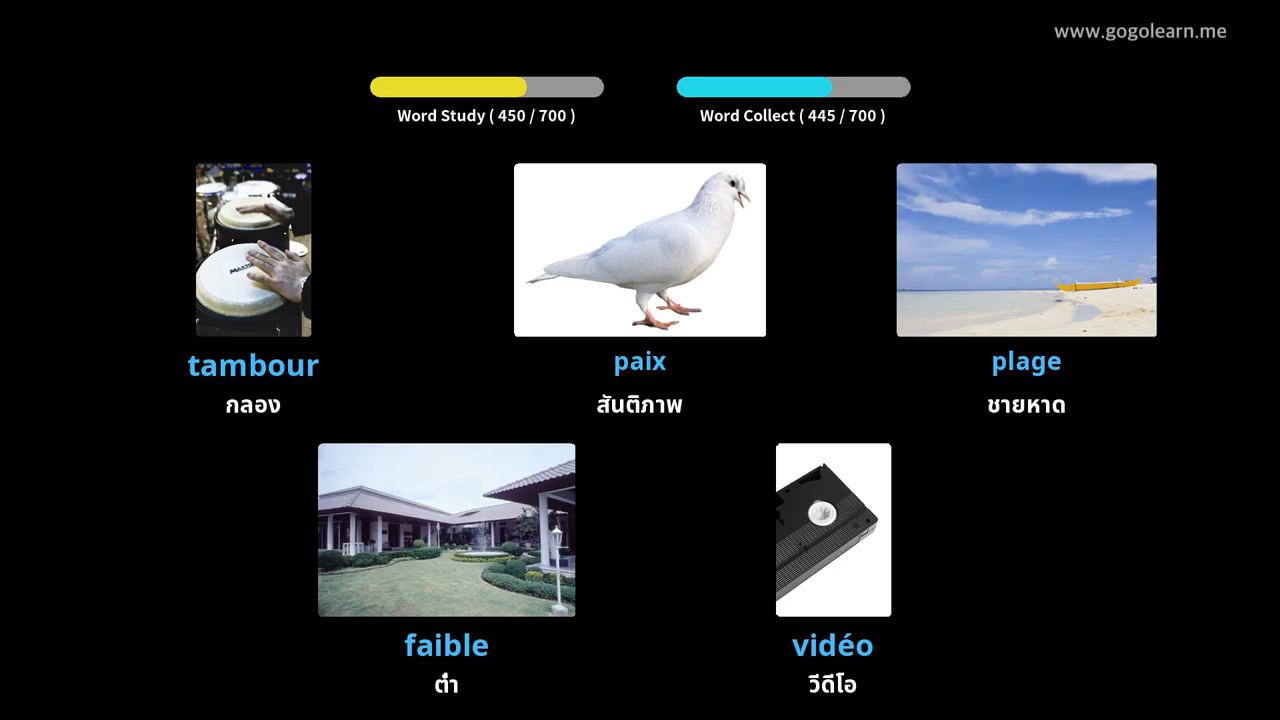 www.gogolearn.me
Word Study ( 450 / 700 )
Word Collect ( 445 / 700 )
tambour
กลอง
paix
สันติภาพ
plage
ชายหาด
faible
ต่ำ
vidéo
วีดีโอ